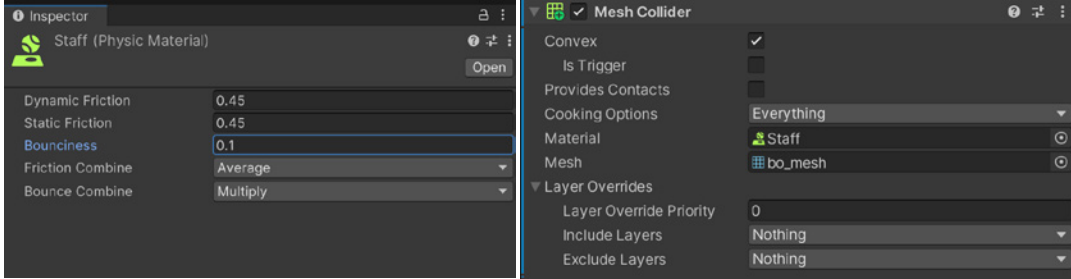 Inspector
Staff (Physic Material)
Open
Dynamic Friction 0.45
Static Friction 0.45
Bounciness 0.1
Friction Combine Average
Bounce Combine Multiply
Mesh Collider
Convex
Is Trigger
Provides Contacts
Cooking Options Everything
Material Staff
Mesh bo_mesh
Layer Overrides
Layer Override Priority 0
Include Layers Nothing
Exclude Layers Nothing